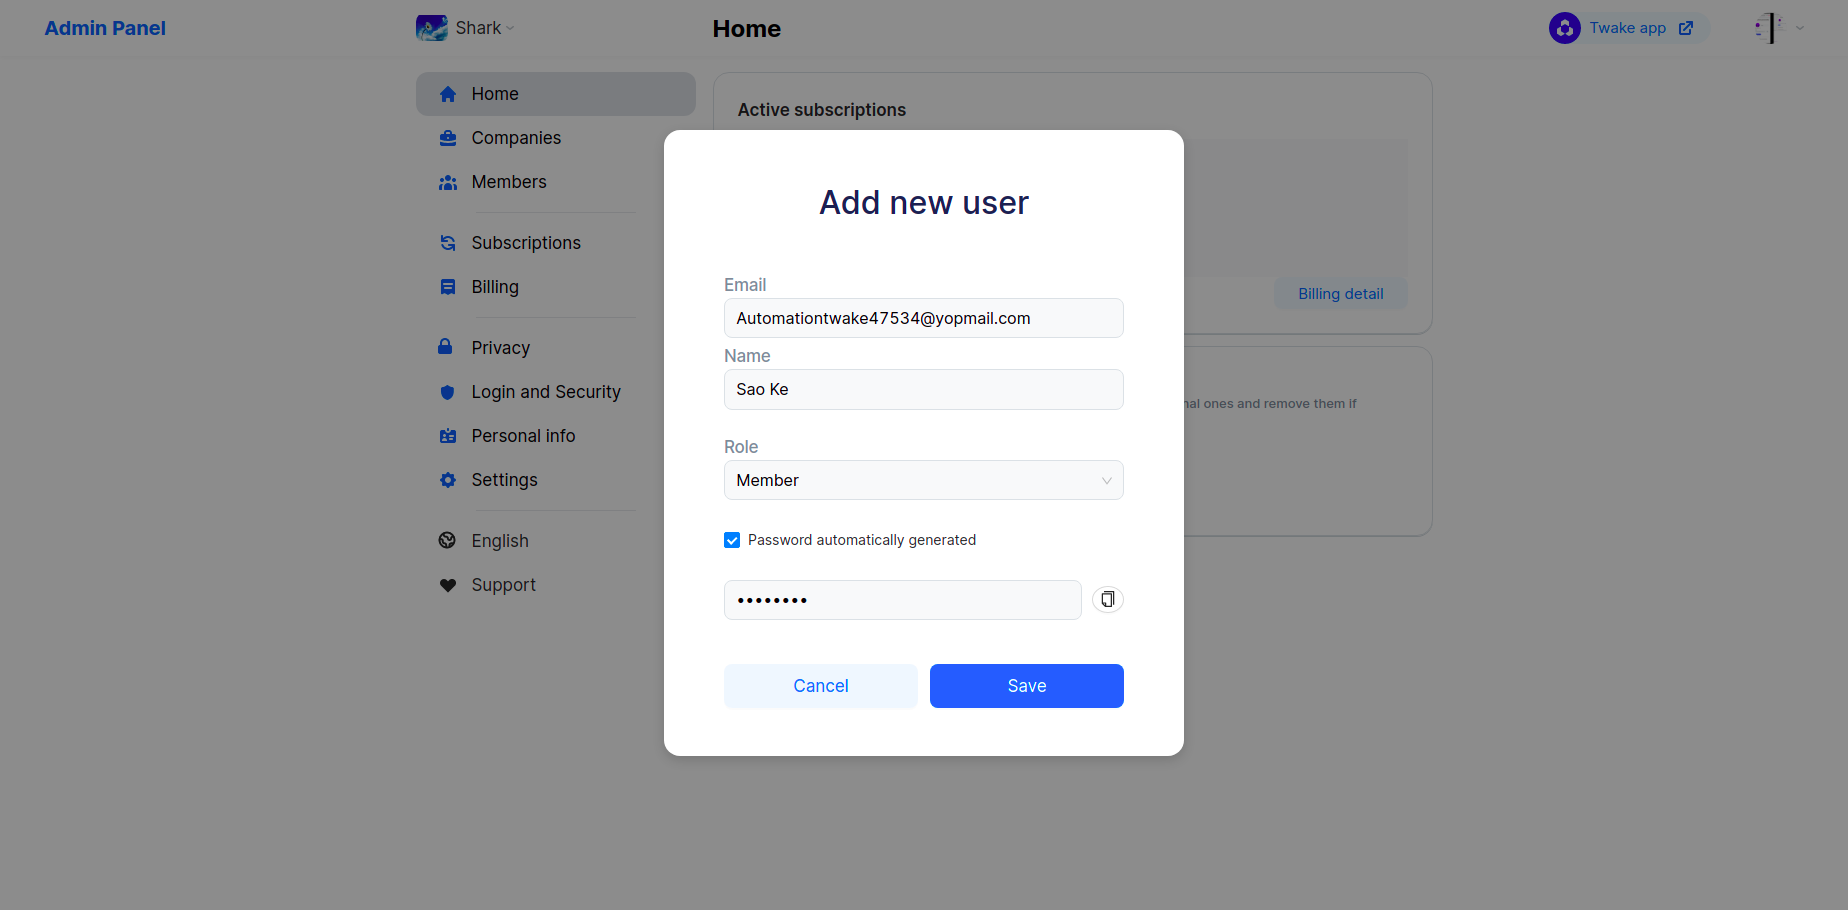 Admin Panel
Shark
Home
Twake app
Home
Companies
Members
Subscriptions
Billing
Privacy
Login and Security
Personal info
Settings
English
Support
Active subscriptions
Billing detail
nal ones and remove them if
Add new user
Email
Automationtwake47534@yopmail.com
Name
Sao Ke
Role
Member
Password automatically generated
••••••••
Cancel
Save